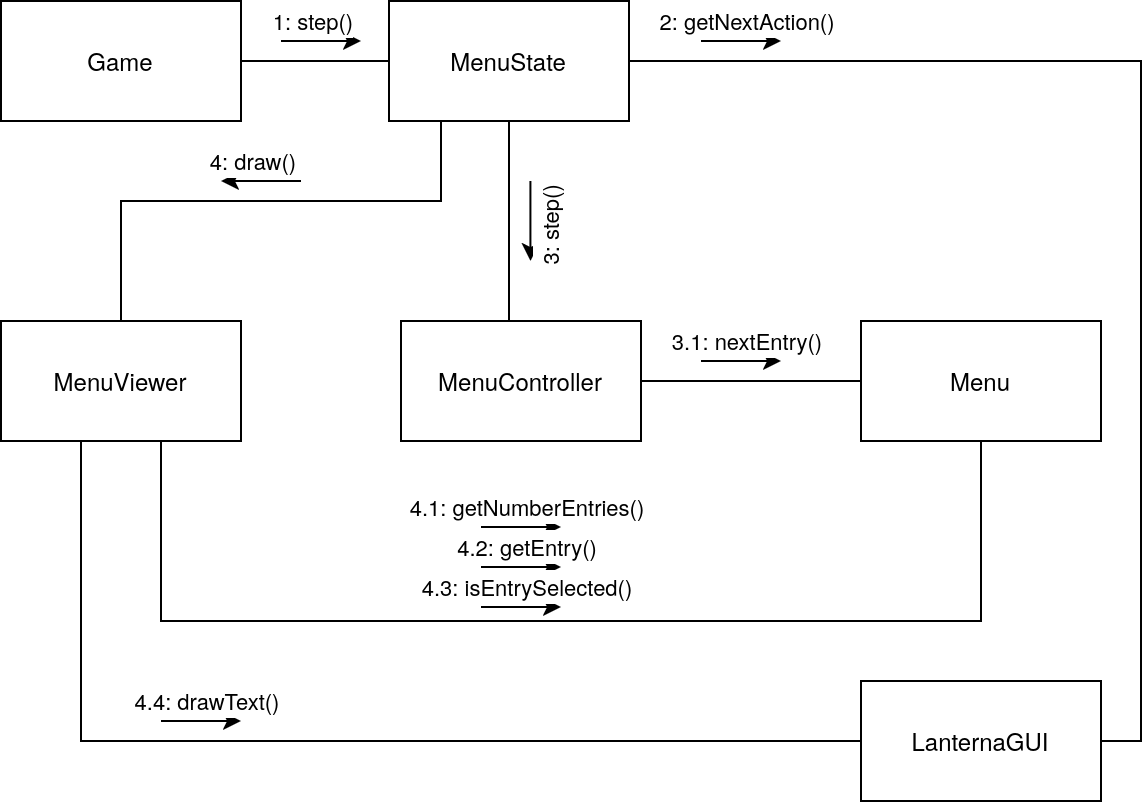 1: step()
2: getNextAction()
Game
MenuState
4: draw()
3: step()
3.1: nextEntry()
MenuViewer
MenuController
Menu
4.1: getNumberEntries()
4.2: getEntry()
4.3: isEntrySelected()
4.4: drawText()
LanternaGUI